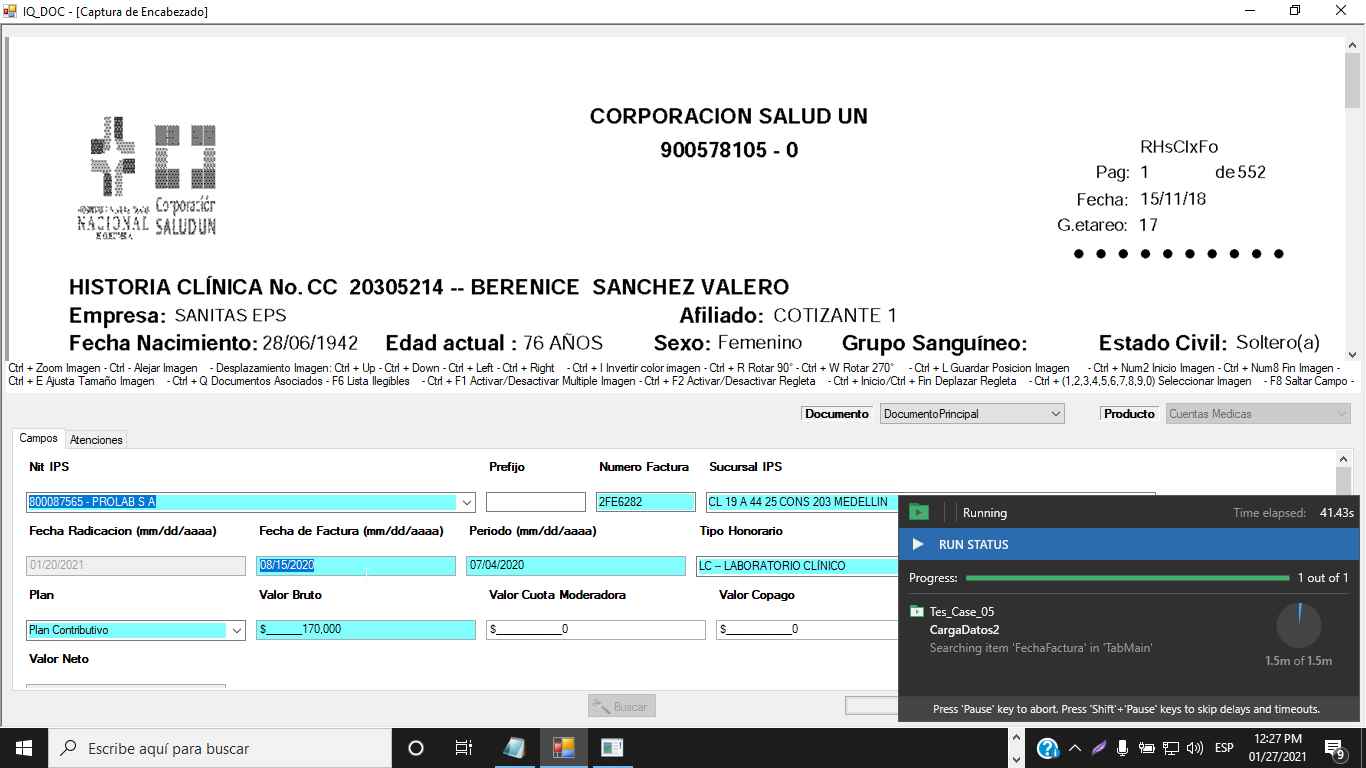 IQ_DOC - [Captura de Encabezado]
CORPORACION SALUD UN
900578105 - 0
RHsClxFo
Pag: 1 de 552
Fecha: 15/11/18
G.etareo: 17
NACIONAL
Corporación
SALUD UN
HISTORIA CLÍNICA No. CC 20305214 -- BERENICE SANCHEZ VALERO
Empresa: SANITAS EPS Afiliado: COTIZANTE 1
Fecha Nacimiento: 28/06/1942 Edad actual : 76 AÑOS Sexo: Femenino Grupo Sanguíneo: Estado Civil: Soltero(a)
Ctrl + Zoom Imagen - Ctrl - Alejar Imagen - Desplazamiento Imagen: Ctrl + Up - Ctrl + Down - Ctrl + Left - Ctrl + Right - Ctrl + I Invertir color imagen - Ctrl + R Rotar 90° - Ctrl + W Rotar 270° - Ctrl + L Guardar Posicion Imagen - Ctrl + Num2 Inicio Imagen - Ctrl + Num8 Fin Imagen -
Ctrl + E Ajusta Tamaño Imagen - Ctrl + Q Documentos Asociados - F6 Lista Ilegibles - Ctrl + F1 Activar/Desactivar Multiple Imagen - Ctrl + F2 Activar/Desactivar Regleta - Ctrl + Inicio/Ctrl + Fin Deplazar Regleta - Ctrl + (1,2,3,4,5,6,7,8,9,0) Seleccionar Imagen - F8 Saltar Campo -
Documento DocumentoPrincipal Producto Cuentas Medicas
Campos Atenciones
Nit IPS Prefijo Numero Factura Sucursal IPS
800087565 - PROLAB S A 2FE6282 CL 19 A 44 25 CONS 203 MEDELLIN
Fecha Radicacion (mm/dd/aaaa) Fecha de Factura (mm/dd/aaaa) Periodo (mm/dd/aaaa) Tipo Honorario
01/20/2021 08/15/2020 07/04/2020 LC – LABORATORIO CLÍNICO
Plan Valor Bruto Valor Cuota Moderadora Valor Copago
Plan Contributivo $______170,000 $___________0 $___________0
Valor Neto
Buscar
Running Time elapsed: 41.43s
RUN STATUS
Progress: 1 out of 1
Tes_Case_05
CargaDatos2
Searching item 'FechaFactura' in 'TabMain'
1.5m of 1.5m
Press 'Pause' key to abort. Press 'Shift'+'Pause' keys to skip delays and timeouts.
Escribe aquí para buscar
ESP
12:27 PM
01/27/2021
9